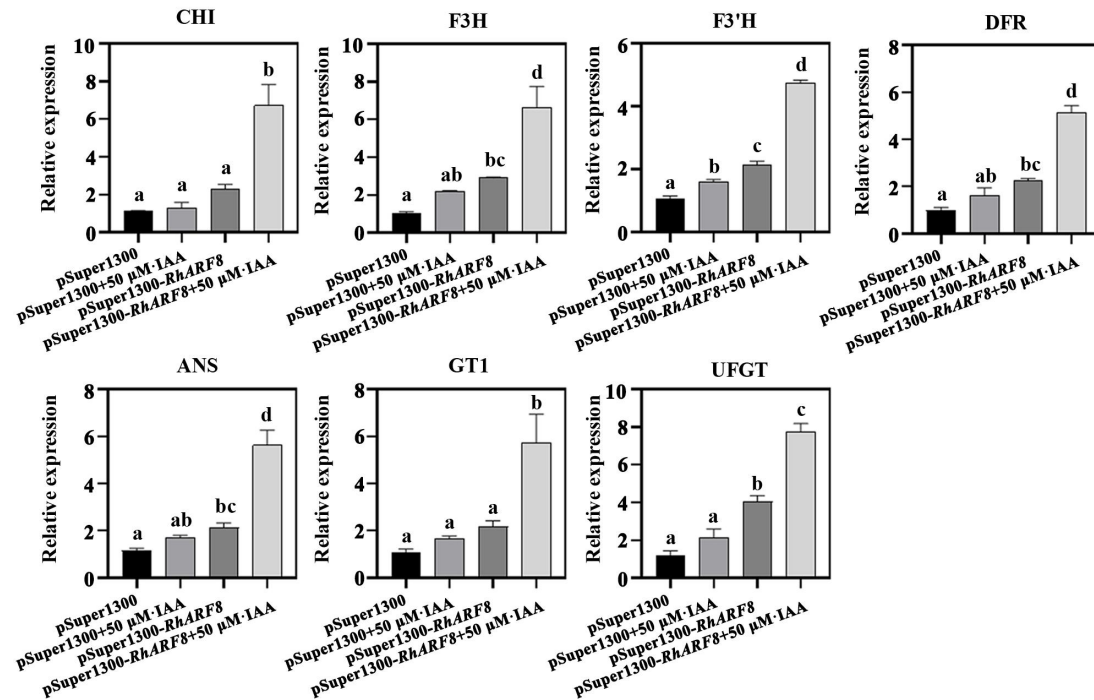 CHI
Relative expression
10
8
6
4
2
0
a
a
a
b
pSuper1300
pSuper1300+50 μM·IAA
pSuper1300-RhARF8
pSuper1300-RhARF8+50 μM·IAA
F3H
Relative expression
10
8
6
4
2
0
a
ab
bc
d
pSuper1300
pSuper1300+50 μM·IAA
pSuper1300-RhARF8
pSuper1300-RhARF8+50 μM·IAA
F3'H
Relative expression
6
4
2
0
a
b
c
d
pSuper1300
pSuper1300+50 μM·IAA
pSuper1300-RhARF8
pSuper1300-RhARF8+50 μM·IAA
DFR
Relative expression
8
6
4
2
0
a
ab
bc
d
pSuper1300
pSuper1300+50 μM·IAA
pSuper1300-RhARF8
pSuper1300-RhARF8+50 μM·IAA
ANS
Relative expression
8
6
4
2
0
a
ab
bc
d
pSuper1300
pSuper1300+50 μM·IAA
pSuper1300-RhARF8
pSuper1300-RhARF8+50 μM·IAA
GT1
Relative expression
8
6
4
2
0
a
a
a
b
pSuper1300
pSuper1300+50 μM·IAA
pSuper1300-RhARF8
pSuper1300-RhARF8+50 μM·IAA
UFGT
Relative expression
10
8
6
4
2
0
a
a
b
c
pSuper1300
pSuper1300+50 μM·IAA
pSuper1300-RhARF8
pSuper1300-RhARF8+50 μM·IAA